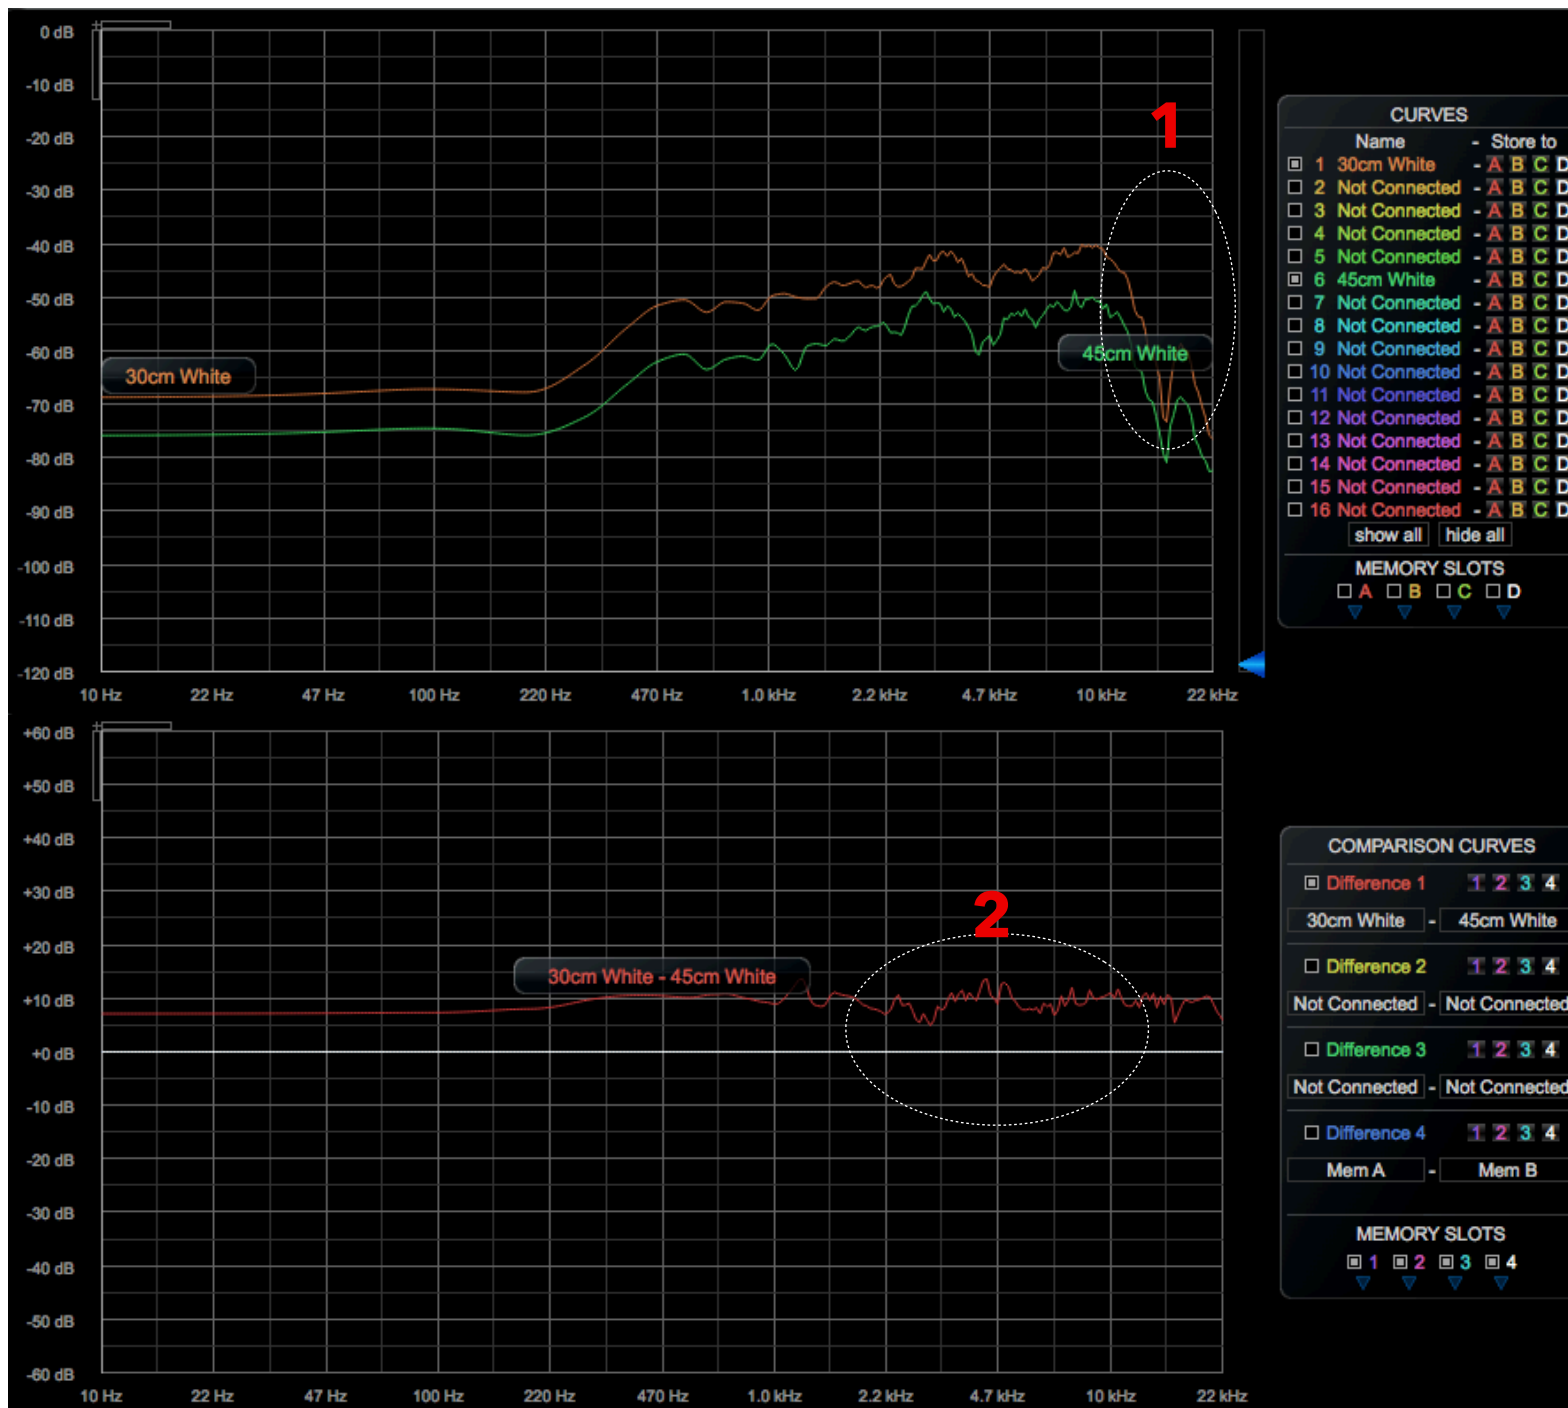 0 dB
-10 dB
-20 dB
-30 dB
-40 dB
-50 dB
-60 dB
-70 dB
-80 dB
-90 dB
-100 dB
-110 dB
-120 dB
10 Hz 22 Hz 47 Hz 100 Hz 220 Hz 470 Hz 1.0 kHz 2.2 kHz 4.7 kHz 10 kHz 22 kHz
1
30cm White
45cm White
CURVES
Name - Store to
1 30cm White - A B C D
2 Not Connected - A B C D
3 Not Connected - A B C D
4 Not Connected - A B C D
5 Not Connected - A B C D
6 45cm White - A B C D
7 Not Connected - A B C D
8 Not Connected - A B C D
9 Not Connected - A B C D
10 Not Connected - A B C D
11 Not Connected - A B C D
12 Not Connected - A B C D
13 Not Connected - A B C D
14 Not Connected - A B C D
15 Not Connected - A B C D
16 Not Connected - A B C D
show all hide all
MEMORY SLOTS
A B C D
+60 dB
+50 dB
+40 dB
+30 dB
+20 dB
+10 dB
+0 dB
-10 dB
-20 dB
-30 dB
-40 dB
-50 dB
-60 dB
10 Hz 22 Hz 47 Hz 100 Hz 220 Hz 470 Hz 1.0 kHz 2.2 kHz 4.7 kHz 10 kHz 22 kHz
2
30cm White - 45cm White
COMPARISON CURVES
Difference 1 1 2 3 4
30cm White - 45cm White
Difference 2 1 2 3 4
Not Connected - Not Connected
Difference 3 1 2 3 4
Not Connected - Not Connected
Difference 4 1 2 3 4
Mem A - Mem B
MEMORY SLOTS
1 2 3 4